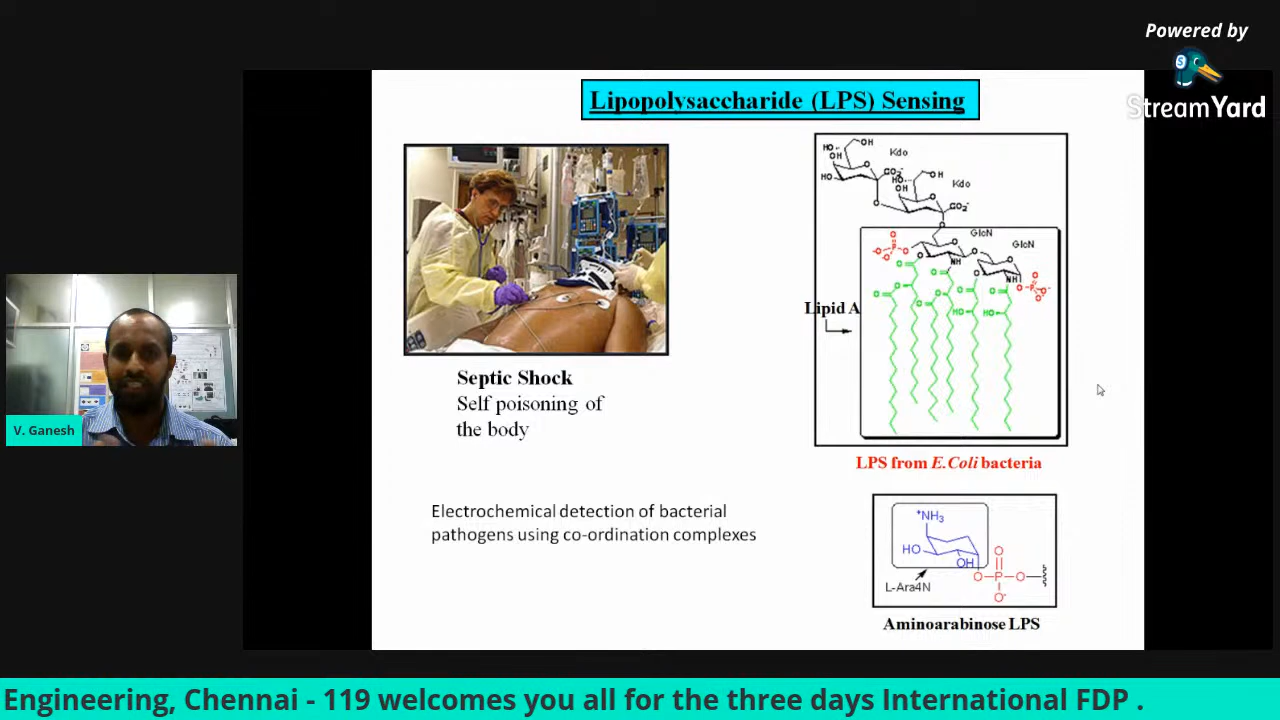 Powered by
StreamYard
Lipopolysaccharide (LPS) Sensing
Septic Shock
Self poisoning of
the body
Electrochemical detection of bacterial
pathogens using co-ordination complexes
Kdo
Kdo
GlcN
GlcN
Lipid A
LPS from E.Coli bacteria
⁺NH₃
HO
OH
O
P
O
O
O⁻
L-Ara4N
Aminoarabinose LPS
V. Ganesh
Engineering, Chennai - 119 welcomes you all for the three days International FDP .